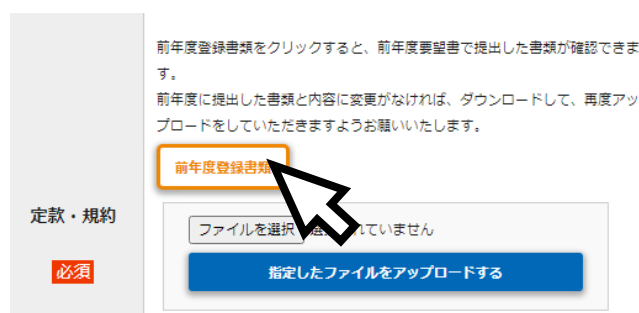 前年度登録書類をクリックすると、前年度要望書で提出した書類が確認できま
す。
前年度に提出した書類と内容に変更がなければ、ダウンロードして、再度アッ
プロードをしていただきますようお願いいたします。
前年度登録書類
定款・規約
必須
ファイルを選択 されていません
指定したファイルをアップロードする